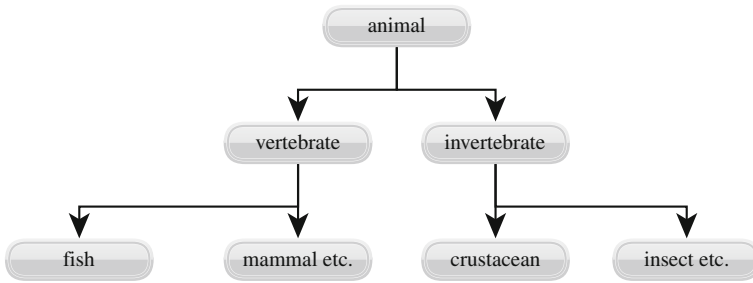 animal
vertebrate
invertebrate
fish
mammal etc.
crustacean
insect etc.